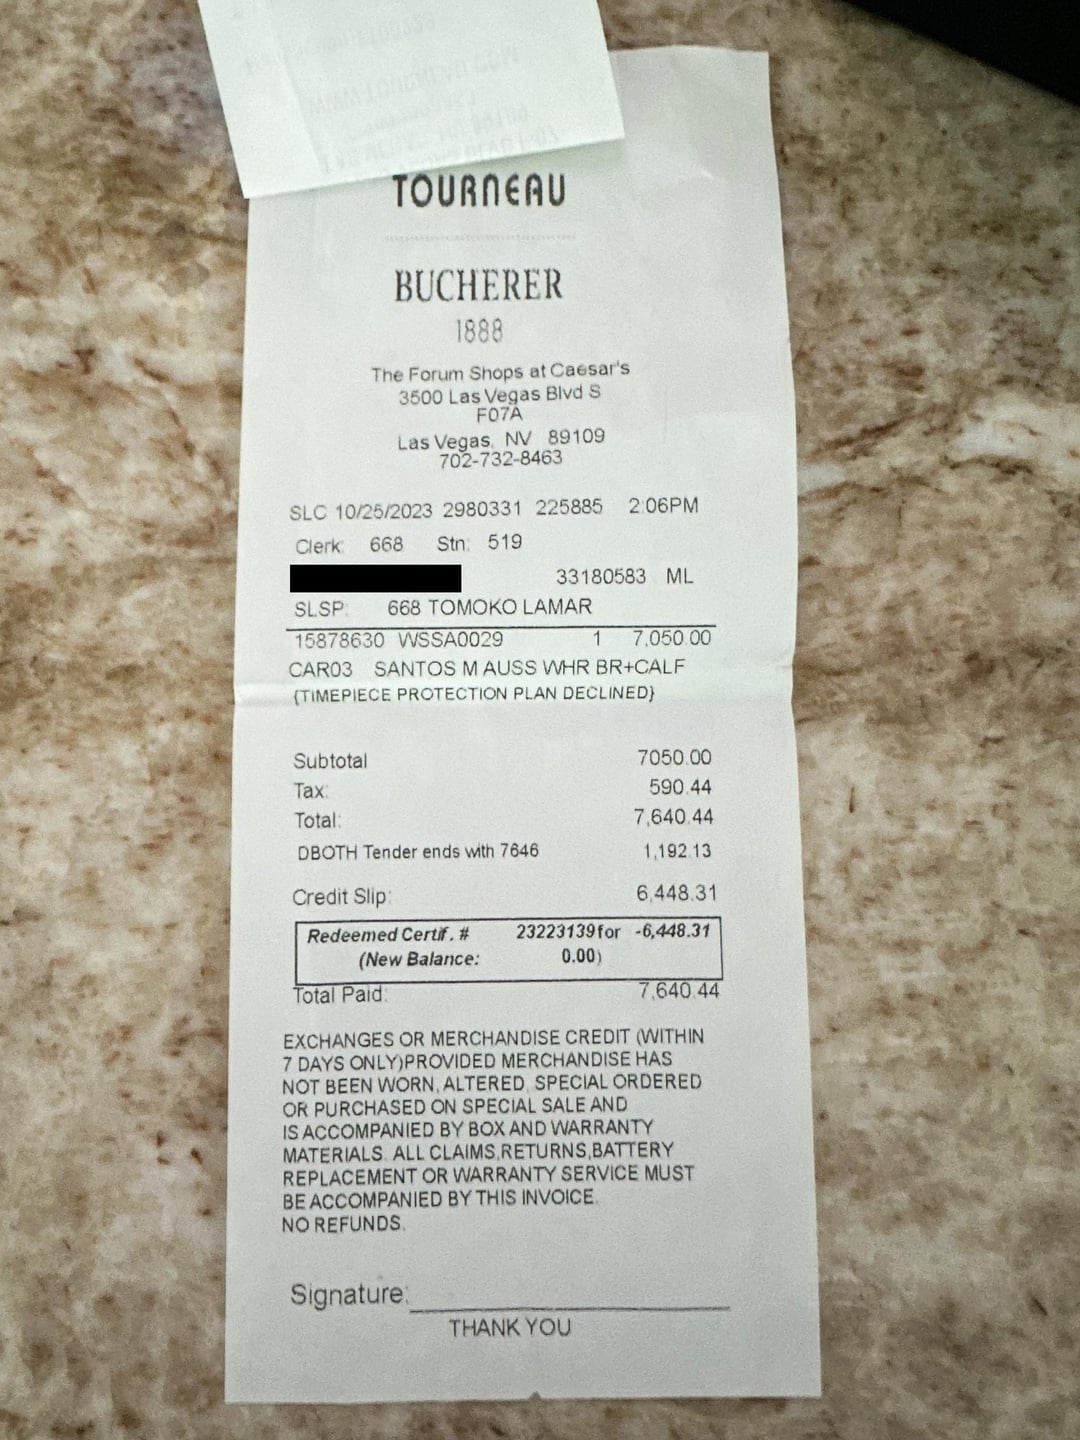 TOURNEAU
BUCHERER
1888
The Forum Shops at Caesar's
3500 Las Vegas Blvd S
F07A
Las Vegas, NV 89109
702-732-8463
SLC 10/25/2023 2980331 225885 2:06PM
Clerk: 668 Stn: 519
33180583 ML
SLSP: 668 TOMOKO LAMAR
15878630 WSSA0029 1 7,050.00
CAR03 SANTOS M AUSS WHR BR+CALF
{TIMEPIECE PROTECTION PLAN DECLINED}
Subtotal 7050.00
Tax: 590.44
Total: 7,640.44
DBOTH Tender ends with 7646 1,192.13
Credit Slip: 6,448.31
Redeemed Certif. # 23223139 for -6,448.31
(New Balance: 0.00)
Total Paid: 7,640.44
EXCHANGES OR MERCHANDISE CREDIT (WITHIN
7 DAYS ONLY)PROVIDED MERCHANDISE HAS
NOT BEEN WORN, ALTERED, SPECIAL ORDERED
OR PURCHASED ON SPECIAL SALE AND
IS ACCOMPANIED BY BOX AND WARRANTY
MATERIALS. ALL CLAIMS,RETURNS,BATTERY
REPLACEMENT OR WARRANTY SERVICE MUST
BE ACCOMPANIED BY THIS INVOICE.
NO REFUNDS.
Signature:
THANK YOU